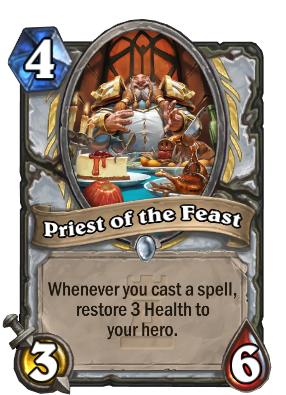 4
Priest of the Feast
Whenever you cast a spell,
restore 3 Health to
your hero.
3
6